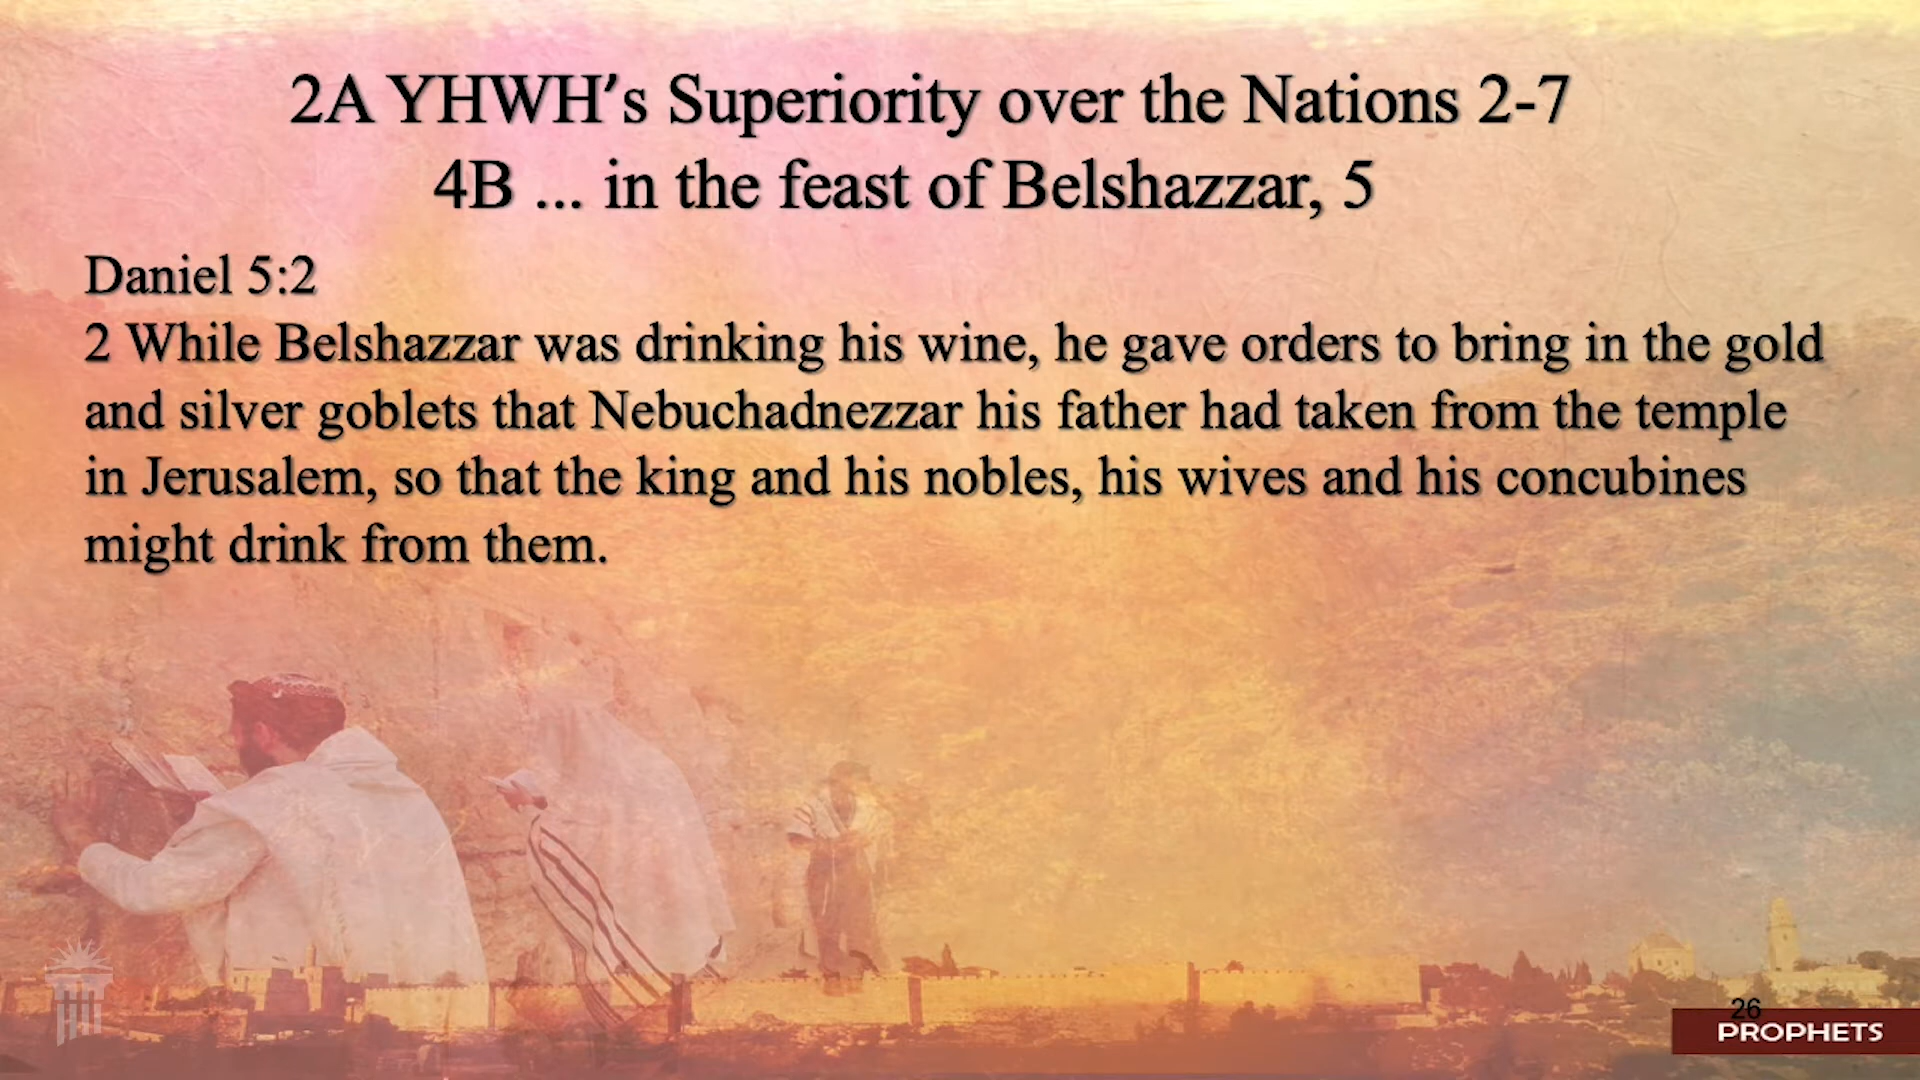 2A YHWH’s Superiority over the Nations 2-7
4B ... in the feast of Belshazzar, 5
Daniel 5:2
2 While Belshazzar was drinking his wine, he gave orders to bring in the gold
and silver goblets that Nebuchadnezzar his father had taken from the temple
in Jerusalem, so that the king and his nobles, his wives and his concubines
might drink from them.
26
PROPHETS